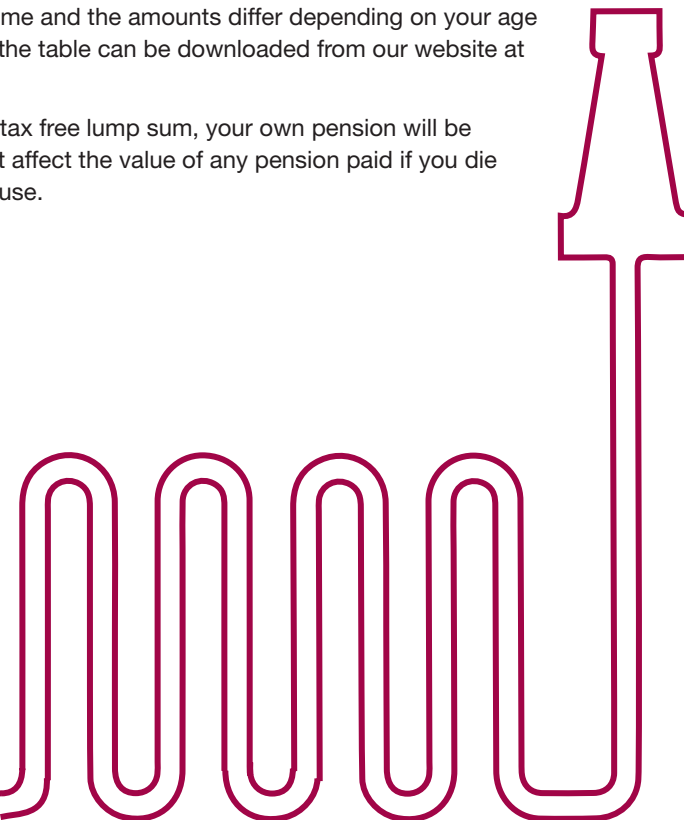 me and the amounts differ depending on your age
the table can be downloaded from our website at
tax free lump sum, your own pension will be
t affect the value of any pension paid if you die
use.